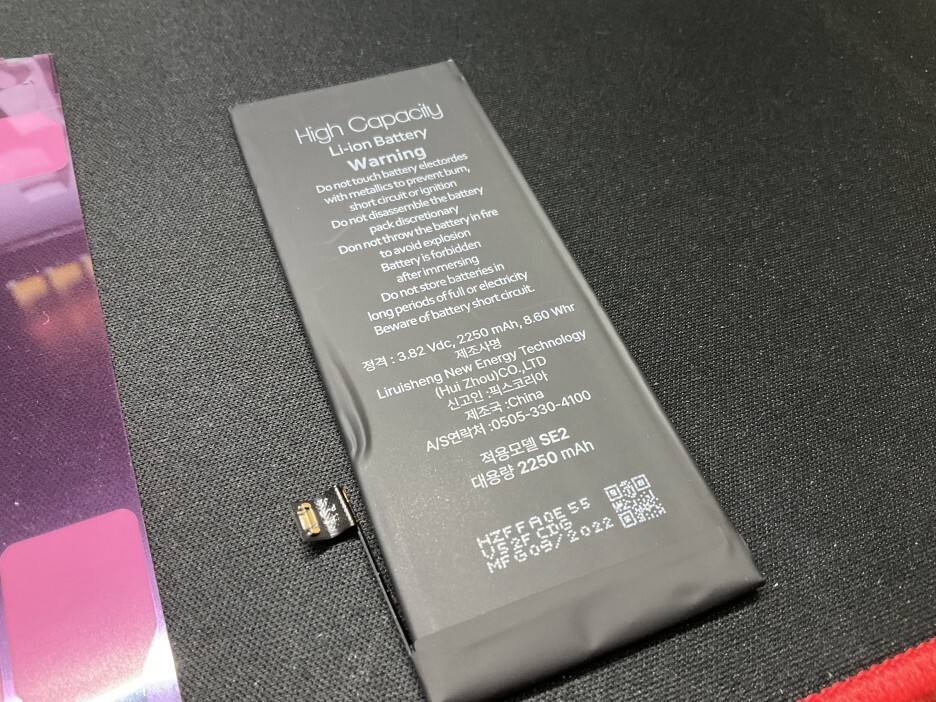 High Capacity
Li-ion Battery
Warning
Do not touch battery electordes
with metallics to prevent burn,
short circuit or ignition
Do not disassemble the battery
pack discretionary
Don not throw the battery in fire
to avoid explosion
Battery is forbidden
after immersing
Do not store batteries in
long periods of full or electricity
Beware of battery short circuit.
정격 : 3.82 Vdc, 2250 mAh, 8.60 Whr
제조사명
Liruisheng New Energy Technology
(Hui Zhou)CO.,LTD
신고인 :픽스코리아
제조국 :China
A/S연락처 :0505-330-4100
적용모델 SE2
대용량 2250 mAh
HZFFA0E55
VS2FCDG
MFG09/2022